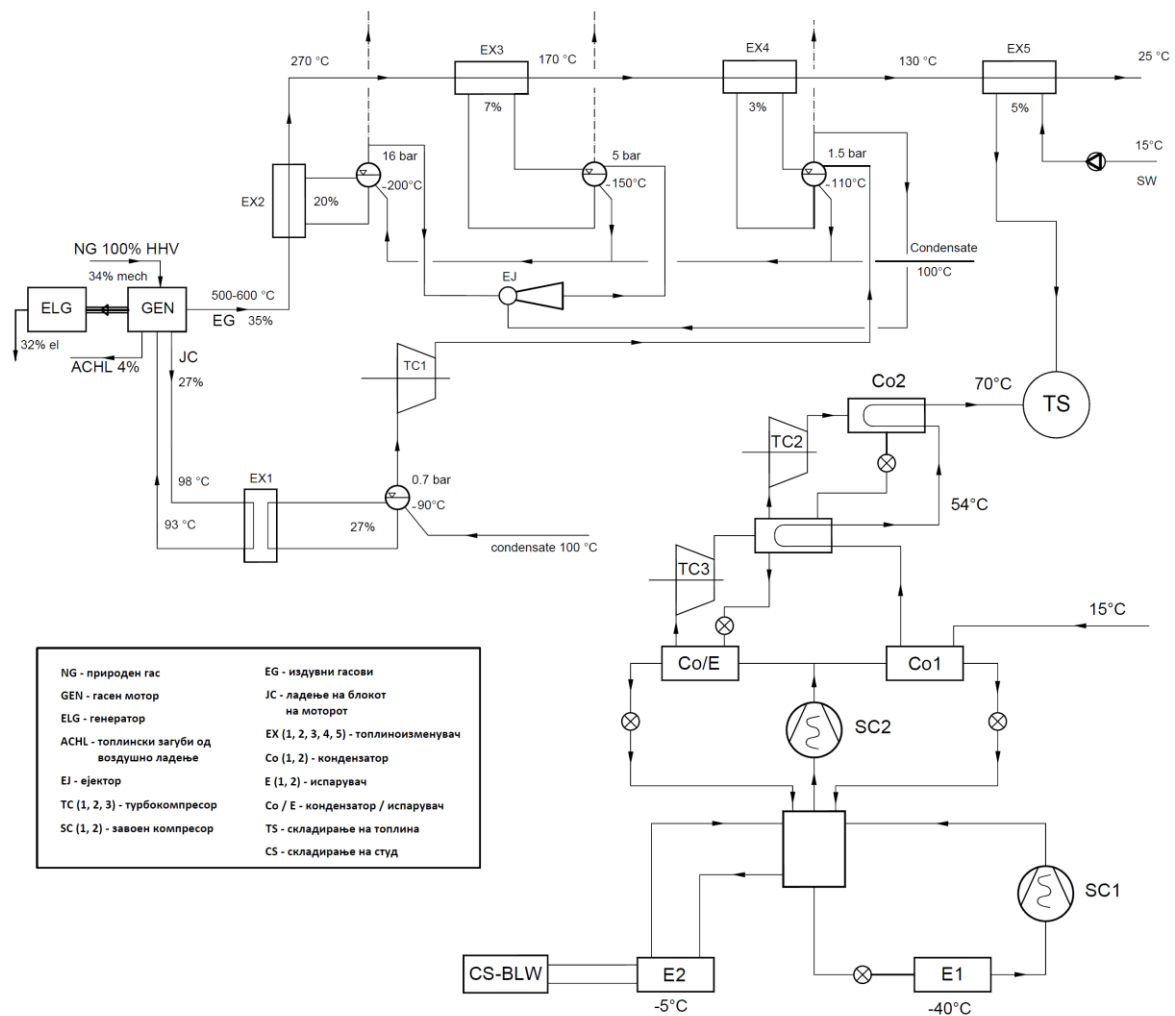 EX3
EX4
EX5
270 °C
170 °C
130 °C
25 °C
7%
3%
5%
16 bar
5 bar
1.5 bar
15°C
~200°C
~150°C
~110°C
SW
EX2
20%
NG 100% HHV
Condensate
34% mech
500-600 °C
EJ
100°C
ELG
GEN
EG
35%
32% el
JC
ACHL 4%
27%
TC1
Co2
70°C
TS
TC2
EX1
98 °C
0.7 bar
~90°C
54°C
93 °C
27%
condensate 100 °C
TC3
15°C
Co/E
Co1
SC2
NG - природен гас
GEN - гасен мотор
ELG - генератор
ACHL - топлински загуби од
воздушно ладење
EJ - ејектор
TC (1, 2, 3) - турбокомпресор
SC (1, 2) - завоен компресор
EG - издувни гасови
JC - ладење на блокот
на моторот
EX (1, 2, 3, 4, 5) - топлиноизменувач
Co (1, 2) - кондензатор
E (1, 2) - испарувач
Co / E - кондензатор / испарувач
TS - складирање на топлина
CS - складирање на студ
SC1
CS-BLW
E2
E1
-5°C
-40°C